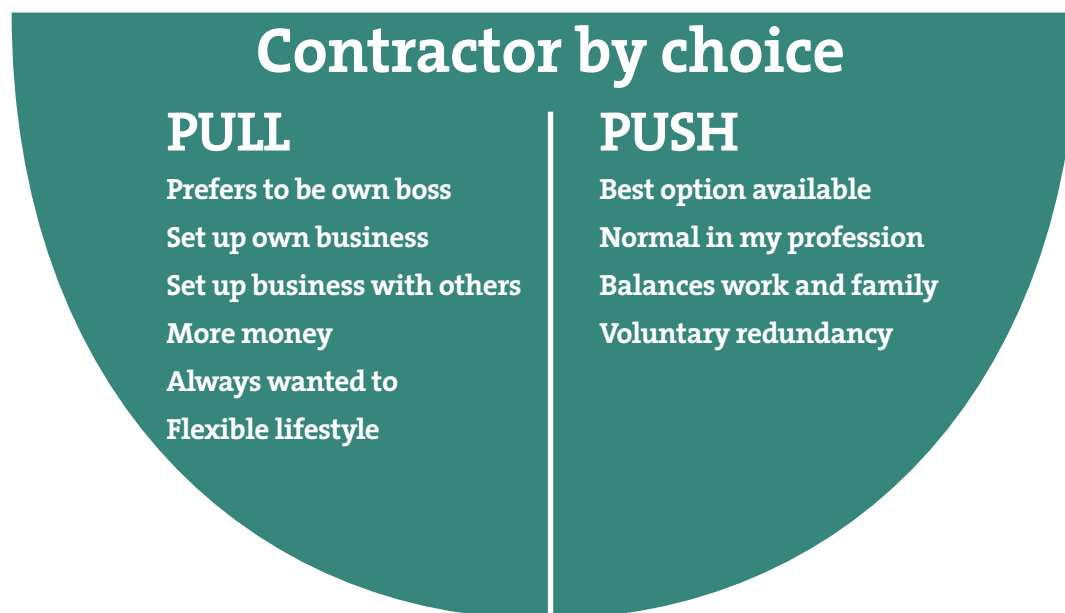 Contractor by choice
PULL
Prefers to be own boss
Set up own business
Set up business with others
More money
Always wanted to
Flexible lifestyle
PUSH
Best option available
Normal in my profession
Balances work and family
Voluntary redundancy